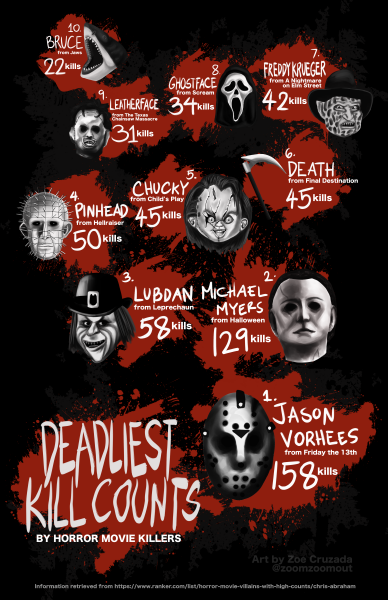 10.
BRUCE
from Jaws
22 kills
9.
LEATHERFACE
from The Texas
Chainsaw Massacre
31 kills
8
GHOSTFACE
from Scream
34 kills
7.
FREDDY KRUEGER
from A Nightmare
on Elm Street
42 kills
6.
DEATH
from Final Destination
45 kills
5.
CHUCKY
from Child's Play
45 kills
4.
PINHEAD
from Hellraiser
50 kills
3.
LUBDAN
from Leprechaun
58 kills
2.
MICHAEL
MYERS
from Halloween
129 kills
1.
JASON
VORHEES
from Friday the 13th
158 kills
DEADLIEST
KILL COUNTS
BY HORROR MOVIE KILLERS
Art by Zoe Cruzada
@zoomzoomout
Information retrieved from https://www.ranker.com/list/horror-movie-villains-with-high-counts/chris-abraham